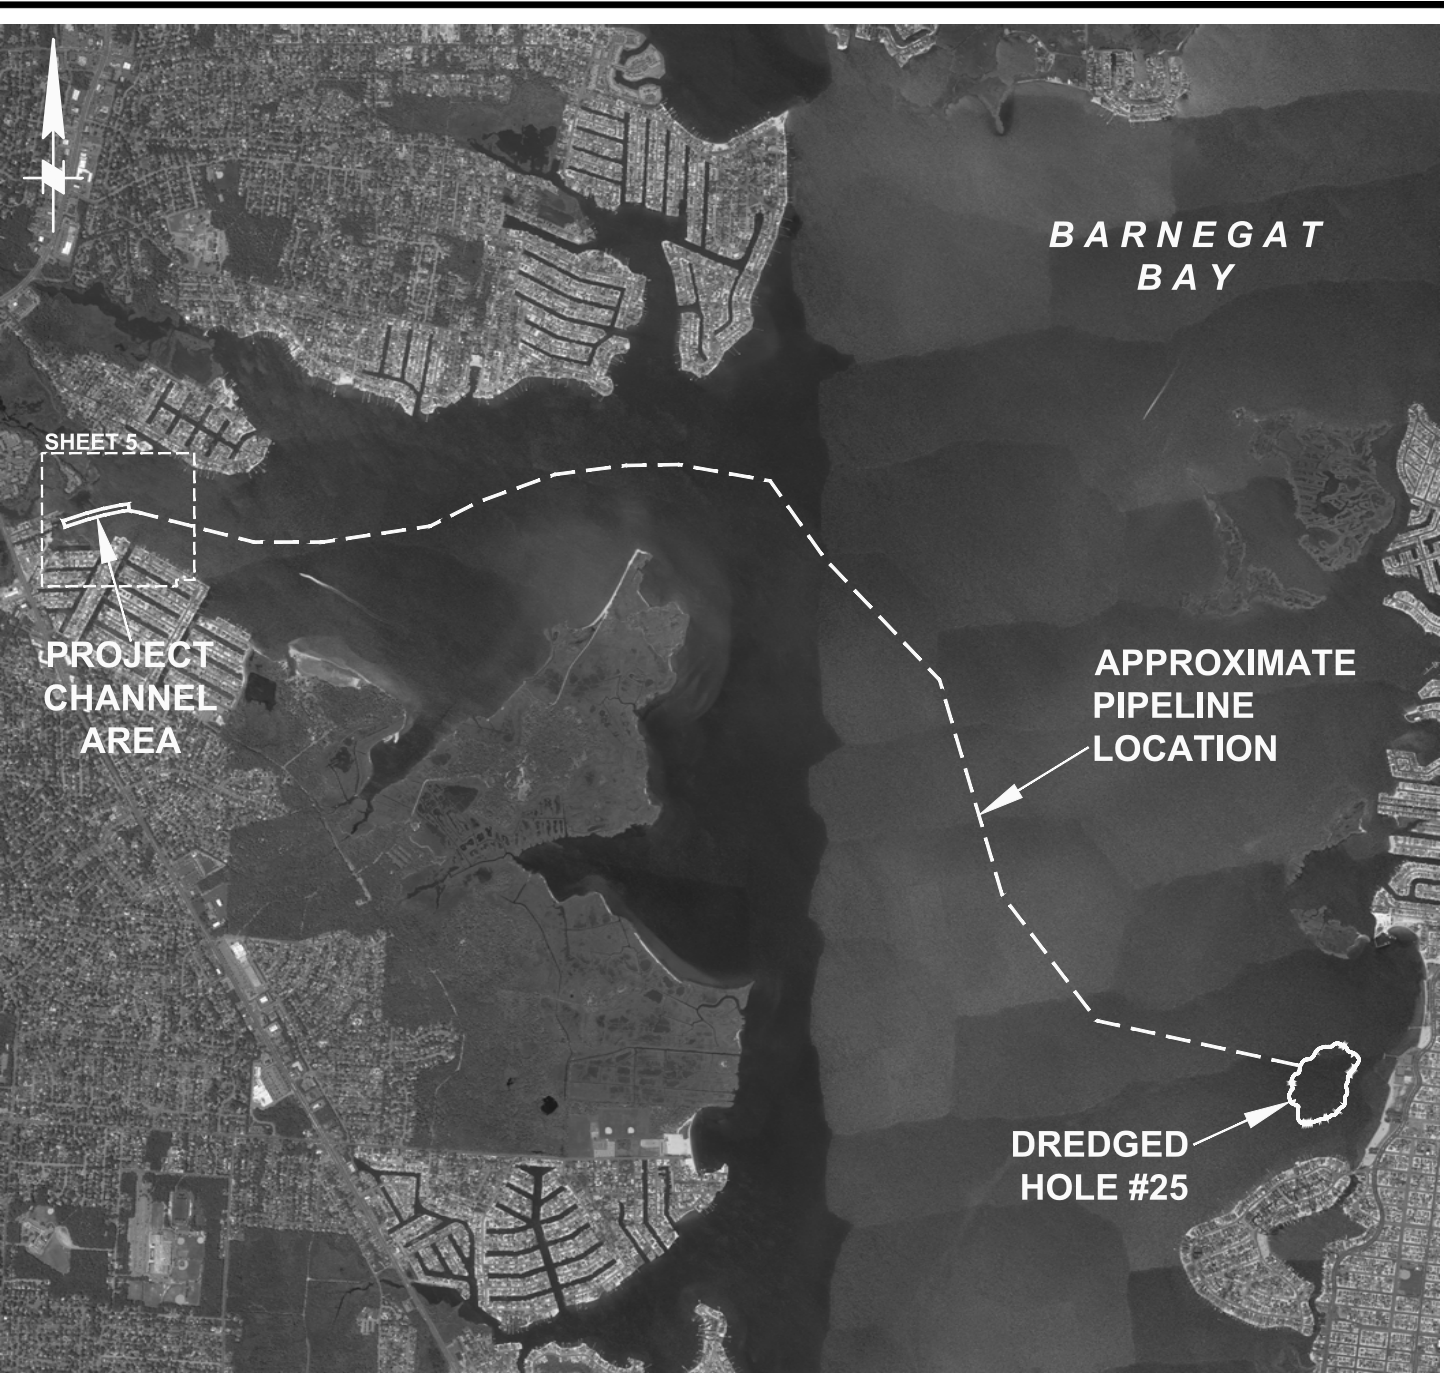 BARNEGAT
BAY
SHEET 5
PROJECT
CHANNEL
AREA
APPROXIMATE
PIPELINE
LOCATION
DREDGED
HOLE #25